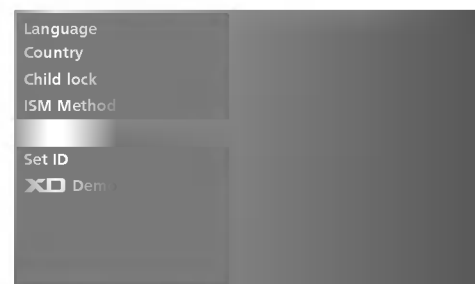 Language
Country
Child lock
ISM Method
Set ID
XD Demo